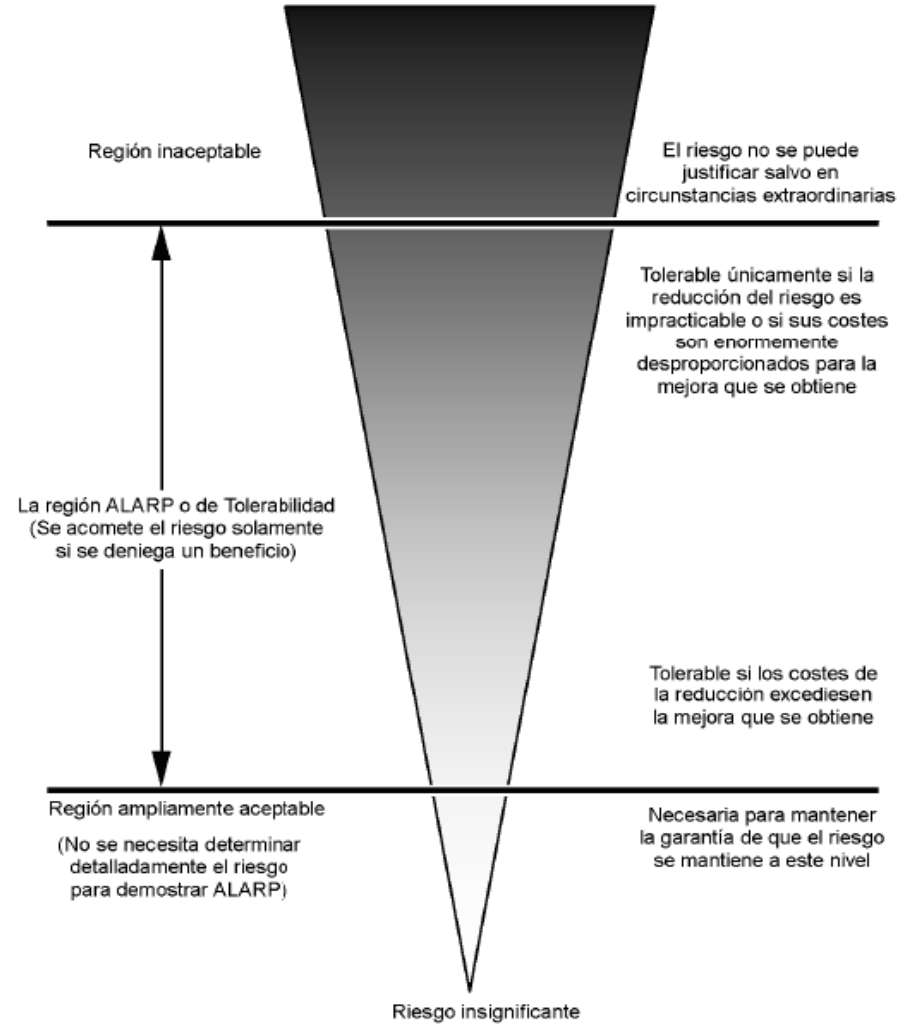 Región inaceptable
El riesgo no se puede
justificar salvo en
circunstancias extraordinarias
Tolerable únicamente si la
reducción del riesgo es
impracticable o si sus costes
son enormemente
desproporcionados para la
mejora que se obtiene
La región ALARP o de Tolerabilidad
(Se acomete el riesgo solamente
si se deniega un beneficio)
Tolerable si los costes de
la reducción excediesen
la mejora que se obtiene
Región ampliamente aceptable
(No se necesita determinar
detalladamente el riesgo
para demostrar ALARP)
Necesaria para mantener
la garantía de que el riesgo
se mantiene a este nivel
Riesgo insignificante